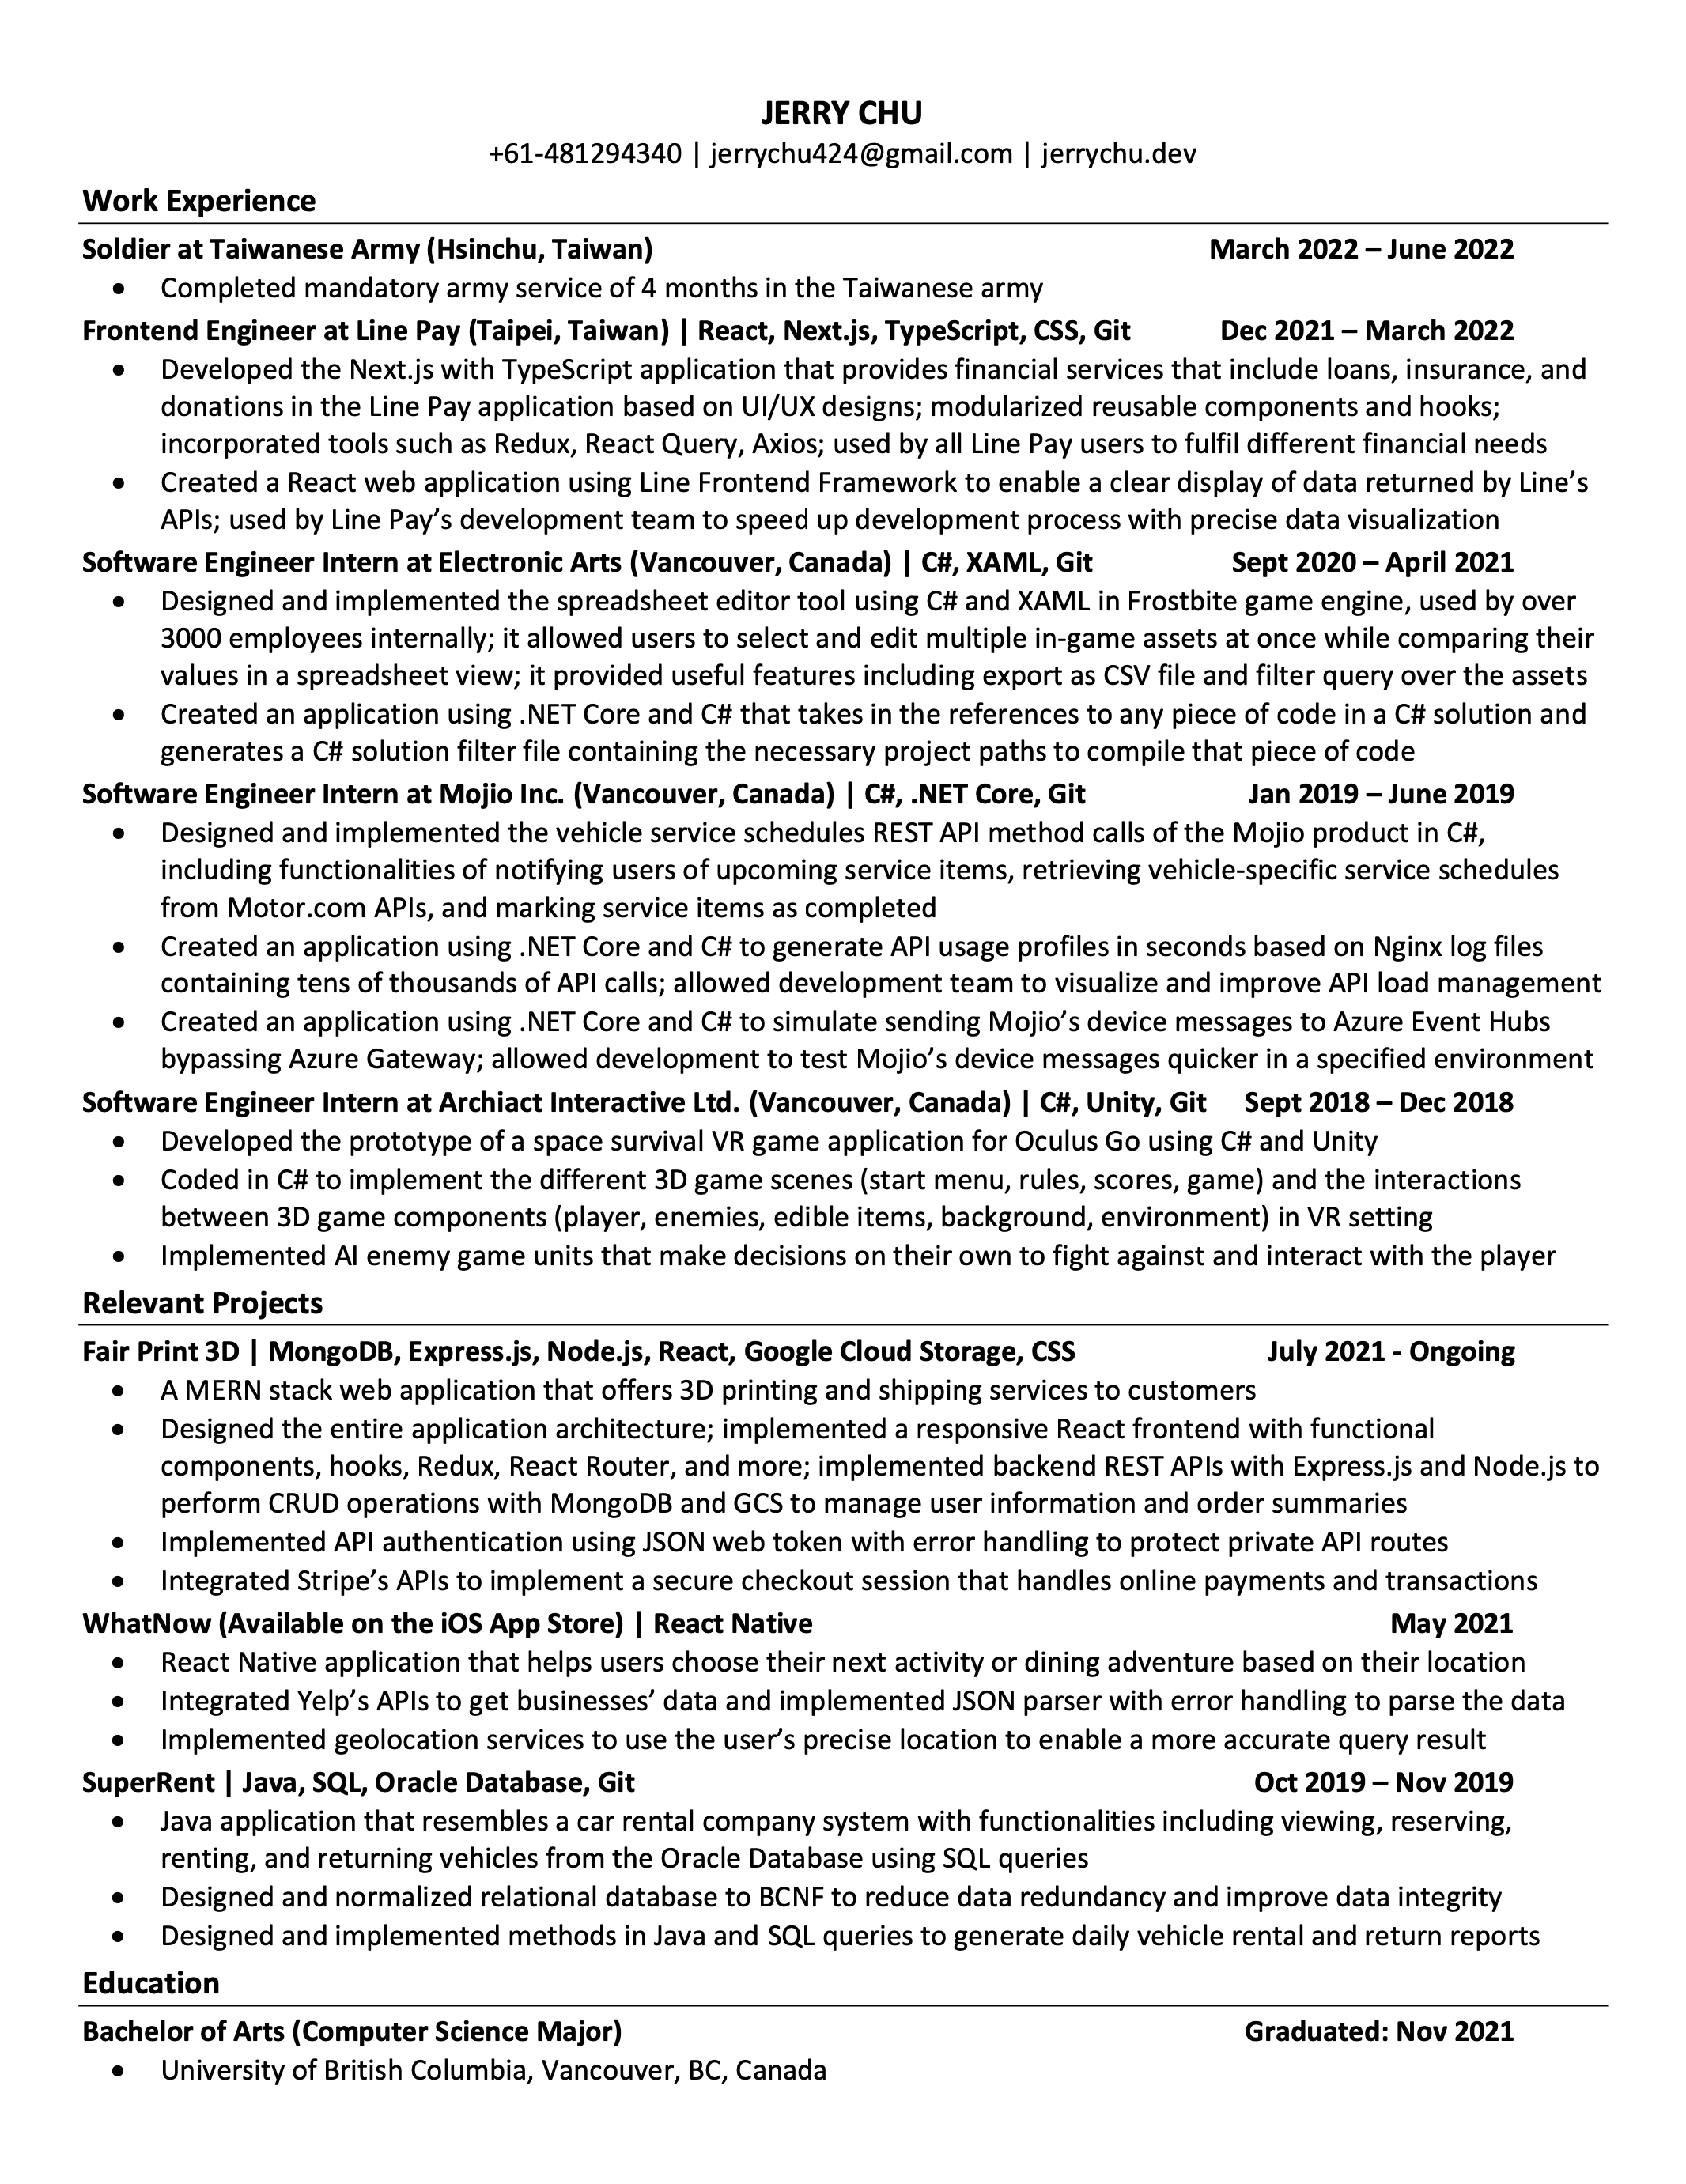 JERRY CHU
+61-481294340 | jerrychu424@gmail.com | jerrychu.dev
Work Experience
Soldier at Taiwanese Army (Hsinchu, Taiwan) March 2022 – June 2022
• Completed mandatory army service of 4 months in the Taiwanese army
Frontend Engineer at Line Pay (Taipei, Taiwan) | React, Next.js, TypeScript, CSS, Git Dec 2021 – March 2022
• Developed the Next.js with TypeScript application that provides financial services that include loans, insurance, and
donations in the Line Pay application based on UI/UX designs; modularized reusable components and hooks;
incorporated tools such as Redux, React Query, Axios; used by all Line Pay users to fulfil different financial needs
• Created a React web application using Line Frontend Framework to enable a clear display of data returned by Line’s
APIs; used by Line Pay’s development team to speed up development process with precise data visualization
Software Engineer Intern at Electronic Arts (Vancouver, Canada) | C#, XAML, Git Sept 2020 – April 2021
• Designed and implemented the spreadsheet editor tool using C# and XAML in Frostbite game engine, used by over
3000 employees internally; it allowed users to select and edit multiple in-game assets at once while comparing their
values in a spreadsheet view; it provided useful features including export as CSV file and filter query over the assets
• Created an application using .NET Core and C# that takes in the references to any piece of code in a C# solution and
generates a C# solution filter file containing the necessary project paths to compile that piece of code
Software Engineer Intern at Mojio Inc. (Vancouver, Canada) | C#, .NET Core, Git Jan 2019 – June 2019
• Designed and implemented the vehicle service schedules REST API method calls of the Mojio product in C#,
including functionalities of notifying users of upcoming service items, retrieving vehicle-specific service schedules
from Motor.com APIs, and marking service items as completed
• Created an application using .NET Core and C# to generate API usage profiles in seconds based on Nginx log files
containing tens of thousands of API calls; allowed development team to visualize and improve API load management
• Created an application using .NET Core and C# to simulate sending Mojio’s device messages to Azure Event Hubs
bypassing Azure Gateway; allowed development to test Mojio’s device messages quicker in a specified environment
Software Engineer Intern at Archiact Interactive Ltd. (Vancouver, Canada) | C#, Unity, Git Sept 2018 – Dec 2018
• Developed the prototype of a space survival VR game application for Oculus Go using C# and Unity
• Coded in C# to implement the different 3D game scenes (start menu, rules, scores, game) and the interactions
between 3D game components (player, enemies, edible items, background, environment) in VR setting
• Implemented AI enemy game units that make decisions on their own to fight against and interact with the player
Relevant Projects
Fair Print 3D | MongoDB, Express.js, Node.js, React, Google Cloud Storage, CSS July 2021 - Ongoing
• A MERN stack web application that offers 3D printing and shipping services to customers
• Designed the entire application architecture; implemented a responsive React frontend with functional
components, hooks, Redux, React Router, and more; implemented backend REST APIs with Express.js and Node.js to
perform CRUD operations with MongoDB and GCS to manage user information and order summaries
• Implemented API authentication using JSON web token with error handling to protect private API routes
• Integrated Stripe’s APIs to implement a secure checkout session that handles online payments and transactions
WhatNow (Available on the iOS App Store) | React Native May 2021
• React Native application that helps users choose their next activity or dining adventure based on their location
• Integrated Yelp’s APIs to get businesses’ data and implemented JSON parser with error handling to parse the data
• Implemented geolocation services to use the user’s precise location to enable a more accurate query result
SuperRent | Java, SQL, Oracle Database, Git Oct 2019 – Nov 2019
• Java application that resembles a car rental company system with functionalities including viewing, reserving,
renting, and returning vehicles from the Oracle Database using SQL queries
• Designed and normalized relational database to BCNF to reduce data redundancy and improve data integrity
• Designed and implemented methods in Java and SQL queries to generate daily vehicle rental and return reports
Education
Bachelor of Arts (Computer Science Major) Graduated: Nov 2021
• University of British Columbia, Vancouver, BC, Canada